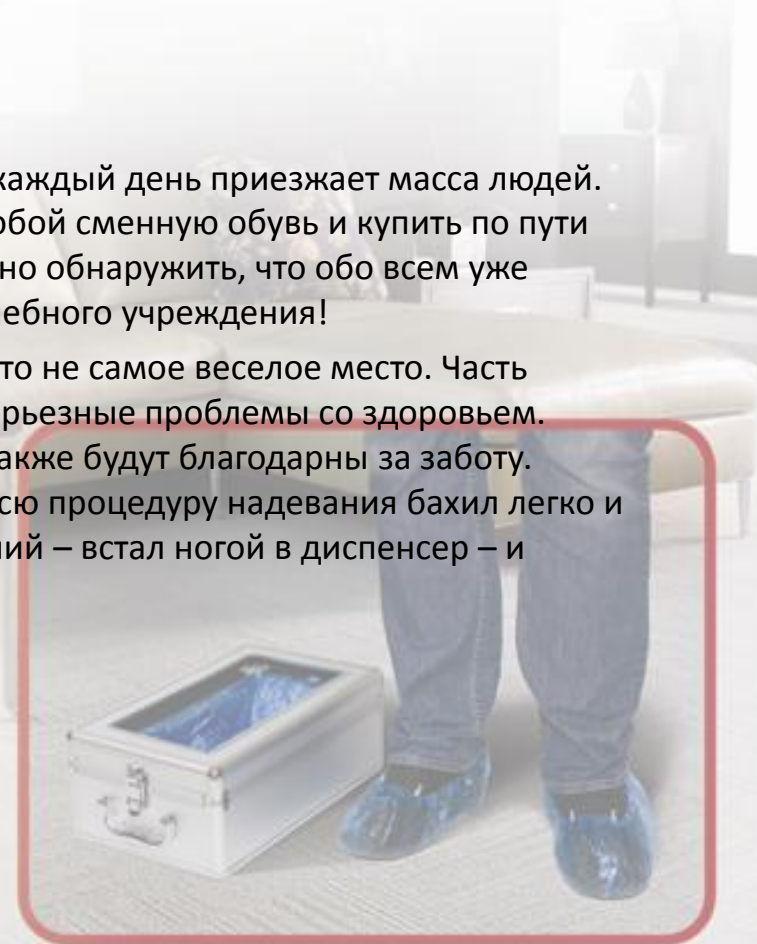 каждый день приезжает масса людей.
обой сменную обувь и купить по пути
но обнаружить, что обо всем уже
ебного учреждения!
то не самое веселое место. Часть
рьезные проблемы со здоровьем.
акже будут благодарны за заботу.
сю процедуру надевания бахил легко и
ий – встал ногой в диспенсер – и